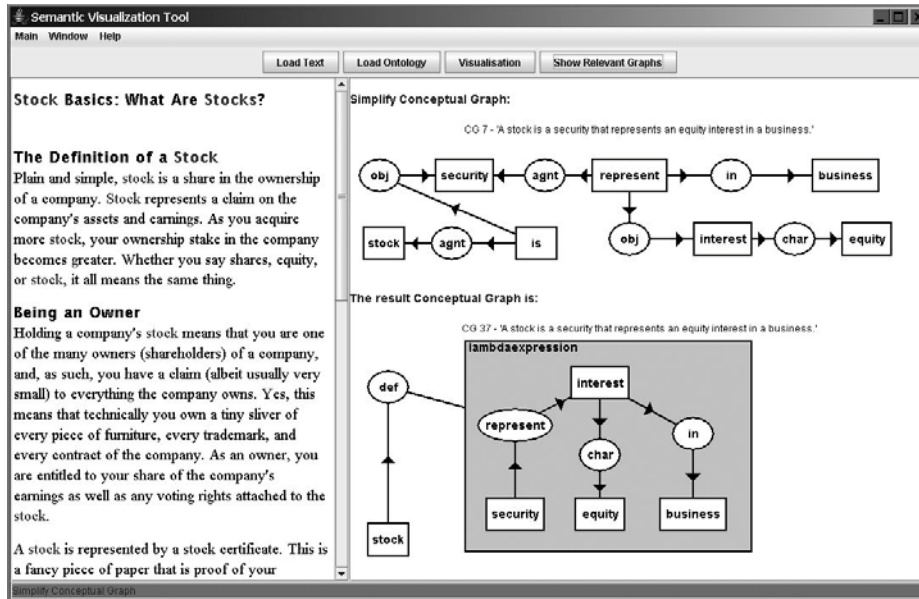 Semantic Visualization Tool
Main Window Help
Load Text Load Ontology Visualisation Show Relevant Graphs
Stock Basics: What Are Stocks?
The Definition of a Stock
Plain and simple, stock is a share in the ownership
of a company. Stock represents a claim on the
company's assets and earnings. As you acquire
more stock, your ownership stake in the company
becomes greater. Whether you say shares, equity,
or stock, it all means the same thing.
Being an Owner
Holding a company's stock means that you are one
of the many owners (shareholders) of a company,
and, as such, you have a claim (albeit usually very
small) to everything the company owns. Yes, this
means that technically you own a tiny sliver of
every piece of furniture, every trademark, and
every contract of the company. As an owner, you
are entitled to your share of the company's
earnings as well as any voting rights attached to the
stock.
A stock is represented by a stock certificate. This is
a fancy piece of paper that is proof of your
Simplify Conceptual Graph:
CG 7 - 'A stock is a security that represents an equity interest in a business.'
obj security agnt represent in business
stock agnt is obj interest char equity
The result Conceptual Graph is:
CG 37 - 'A stock is a security that represents an equity interest in a business.'
lambdaexpression
def interest
represent in
char
security equity business
stock
Simplify Conceptual Graph